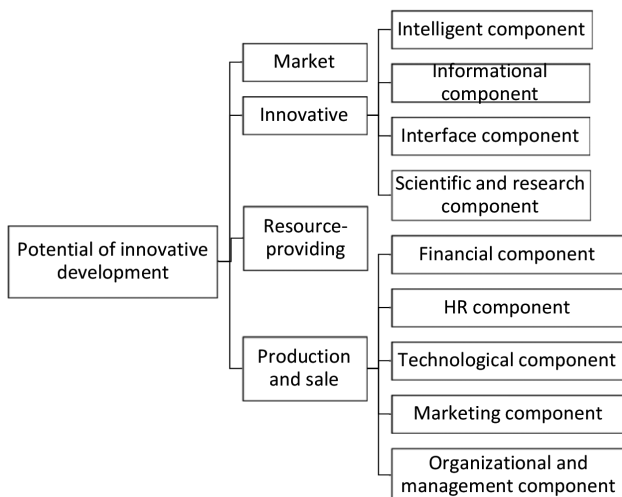 Potential of innovative
development
Market
Innovative
Resource-
providing
Production
and sale
Intelligent component
Informational
component
Interface component
Scientific and research
component
Financial component
HR component
Technological component
Marketing component
Organizational and
management component